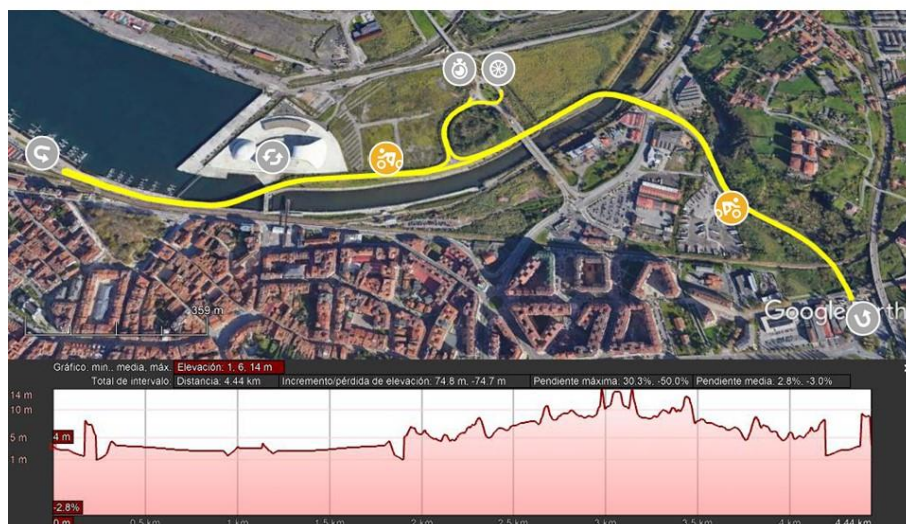 359 m
Google Earth
Gráfico: mín., media, máx. Elevación: 1, 6, 14 m
Total de intervalo: Distancia: 4.44 km Incremento/pérdida de elevación: 74.8 m, -74.7 m Pendiente máxima: 30.3%, -50.0% Pendiente media: 2.8%, -3.0%
14 m
10 m
5 m
4 m
1 m
-2.8%
0 m 0.5 km 1 km 1.5 km 2 km 2.5 km 3 km 3.5 km 4 km 4.44 km